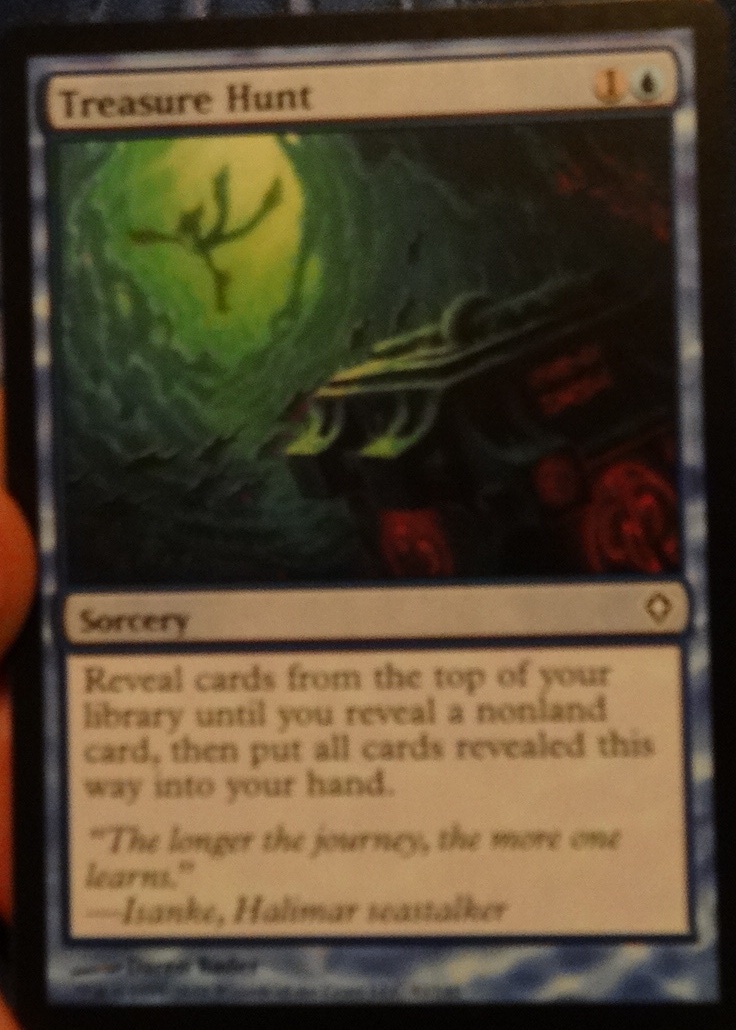 Treasure Hunt 1
Sorcery
Reveal cards from the top of your
library until you reveal a nonland
card, then put all cards revealed this
way into your hand.
"The longer the journey, the more one
learns."
—Isanke, Halimar seastalker